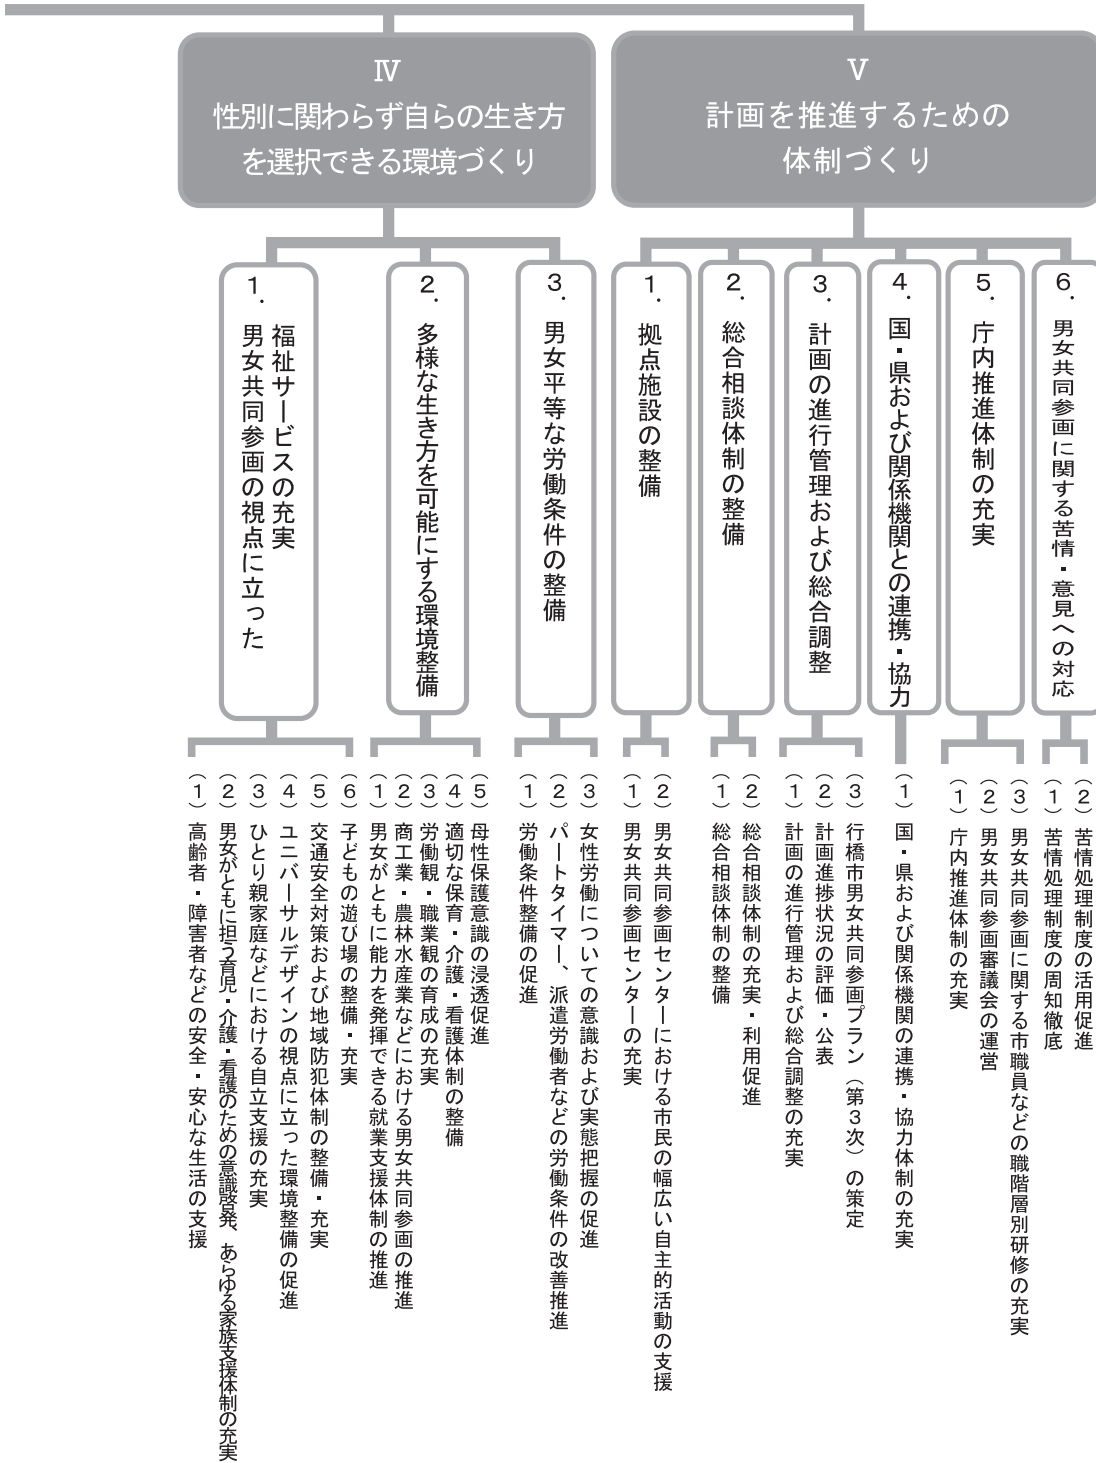 Ⅳ
性別に関わらず自らの生き方
を選択できる環境づくり
1. 男女共同参画の視点に立った
福祉サービスの充実
(1) 高齢者・障害者などの安全・安心な生活の支援
(2) 男女がともに担う育児・介護・看護のための意識啓発、あらゆる家族支援体制の充実
(3) ひとり親家庭などにおける自立支援の充実
(4) ユニバーサルデザインの視点に立った環境整備の促進
(5) 交通安全対策および地域防犯体制の整備・充実
(6) 子どもの遊び場の整備・充実
2. 多様な生き方を可能にする環境整備
(1) 男女がともに能力を発揮できる就業支援体制の推進
(2) 商工業・農林水産業などにおける男女共同参画の推進
(3) 労働観・職業観の育成の充実
(4) 適切な保育・介護・看護体制の整備
(5) 母性保護意識の浸透促進
3. 男女平等な労働条件の整備
(1) 労働条件整備の促進
(2) パートタイマー、派遣労働者などの労働条件の改善推進
(3) 女性労働についての意識および実態把握の促進
Ⅴ
計画を推進するための
体制づくり
1. 拠点施設の整備
(1) 男女共同参画センターの充実
(2) 男女共同参画センターにおける市民の幅広い自主的活動の支援
2. 総合相談体制の整備
(1) 総合相談体制の整備
(2) 総合相談体制の充実・利用促進
3. 計画の進行管理および総合調整
(1) 計画の進行管理および総合調整の充実
(2) 計画進捗状況の評価・公表
(3) 行橋市男女共同参画プラン(第3次)の策定
4. 国・県および関係機関との連携・協力
(1) 国・県および関係機関の連携・協力体制の充実
5. 庁内推進体制の充実
(1) 庁内推進体制の充実
(2) 男女共同参画審議会の運営
(3) 男女共同参画に関する市職員などの職階層別研修の充実
6. 男女共同参画に関する苦情・意見への対応
(1) 苦情処理制度の周知徹底
(2) 苦情処理制度の活用促進